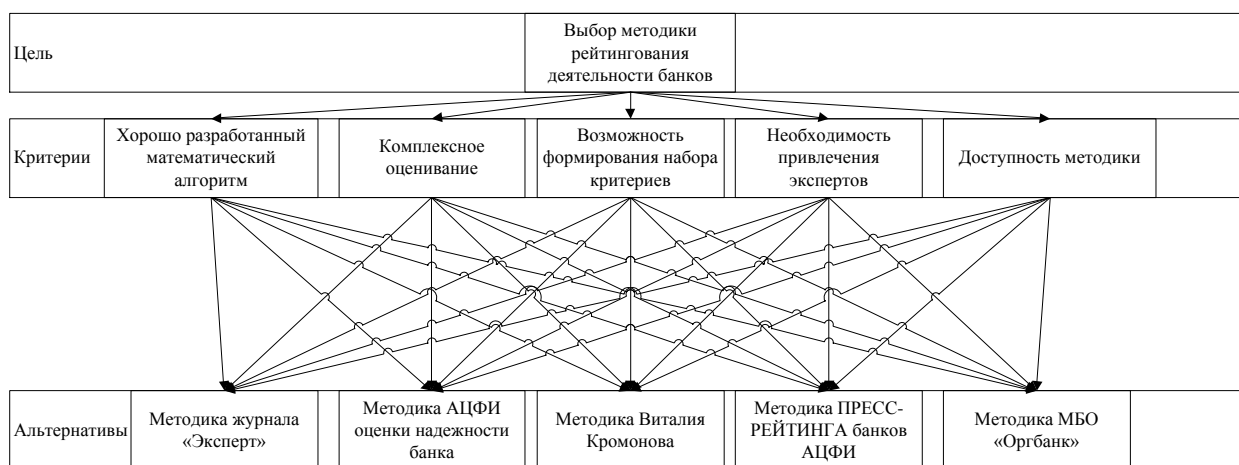 Цель
Выбор методики
рейтингования
деятельности банков
Критерии
Хорошо разработанный
математический
алгоритм
Комплексное
оценивание
Возможность
формирования набора
критериев
Необходимость
привлечения
экспертов
Доступность методики
Альтернативы
Методика журнала
«Эксперт»
Методика АЦФИ
оценки надежности
банка
Методика Виталия
Кромонова
Методика ПРЕСС-
РЕЙТИНГА банков
АЦФИ
Методика МБО
«Оргбанк»